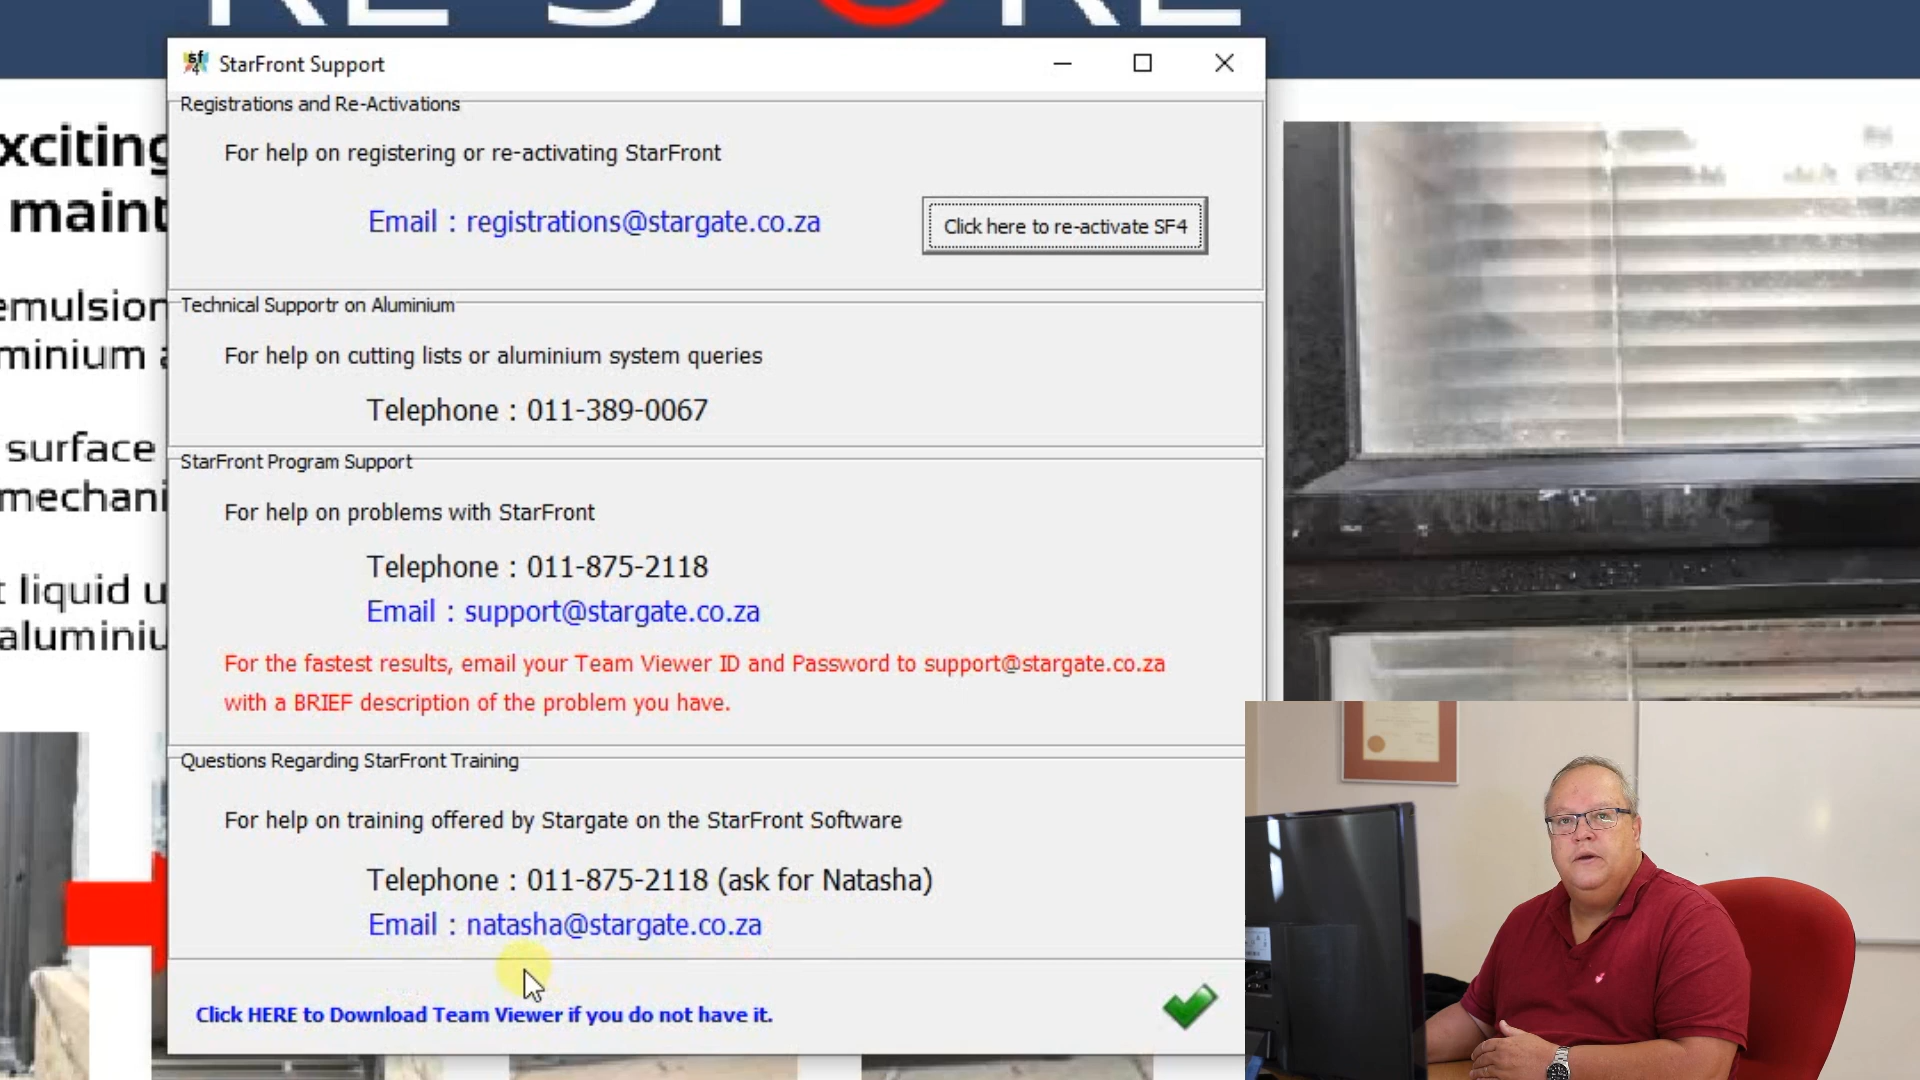 RE STORE
StarFront Support
Registrations and Re-Activations
For help on registering or re-activating StarFront
Email : registrations@stargate.co.za
Click here to re-activate SF4
Technical Supportr on Aluminium
For help on cutting lists or aluminium system queries
Telephone : 011-389-0067
StarFront Program Support
For help on problems with StarFront
Telephone : 011-875-2118
Email : support@stargate.co.za
For the fastest results, email your Team Viewer ID and Password to support@stargate.co.za
with a BRIEF description of the problem you have.
Questions Regarding StarFront Training
For help on training offered by Stargate on the StarFront Software
Telephone : 011-875-2118 (ask for Natasha)
Email : natasha@stargate.co.za
Click HERE to Download Team Viewer if you do not have it.
xciting
maint
emulsion
minium a
surface
mechani
t liquid u
aluminiu